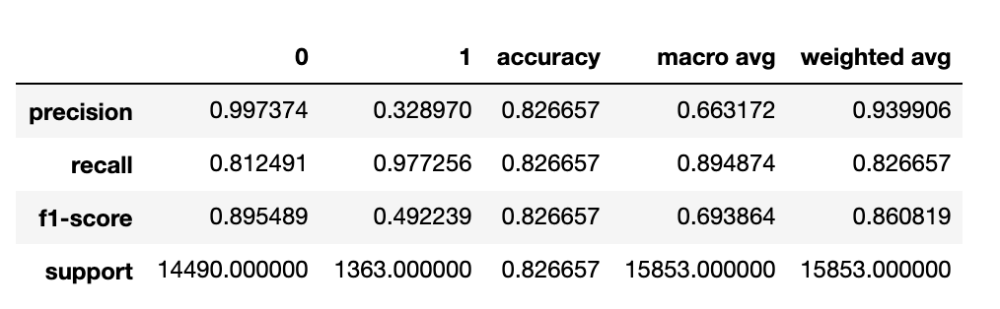 0 1 accuracy macro avg weighted avg
precision 0.997374 0.328970 0.826657 0.663172 0.939906
recall 0.812491 0.977256 0.826657 0.894874 0.826657
f1-score 0.895489 0.492239 0.826657 0.693864 0.860819
support 14490.000000 1363.000000 0.826657 15853.000000 15853.000000